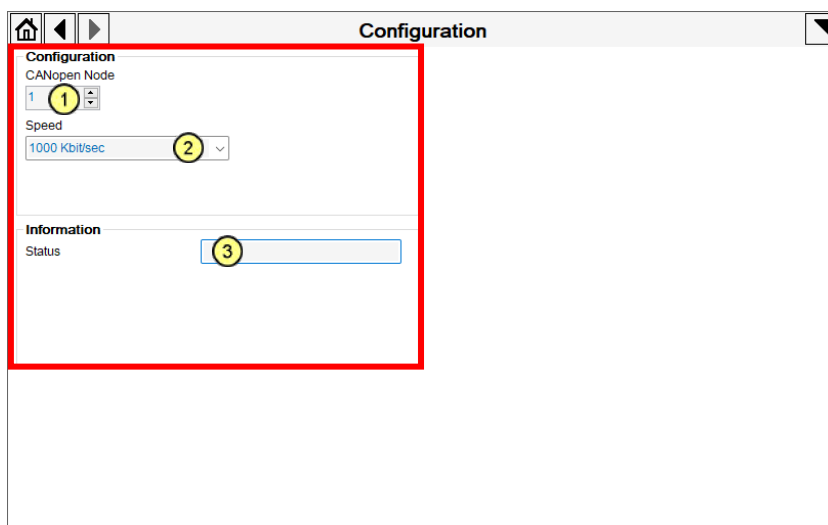 Configuration
Configuration
CANopen Node
1 1
Speed
1000 Kbit/sec 2
Information
Status 3